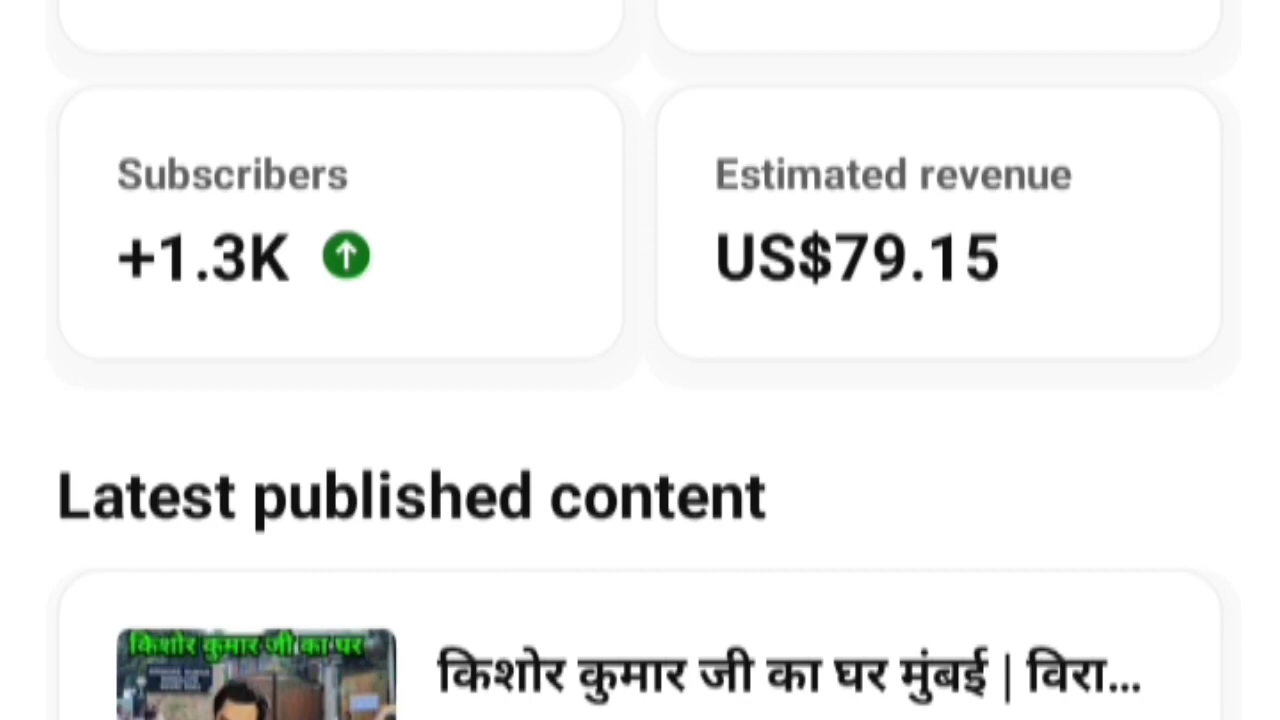 Subscribers
+1.3K
Estimated revenue
US$79.15
Latest published content
किशोर कुमार जी का घर
किशोर कुमार जी का घर मुंबई | विरा...